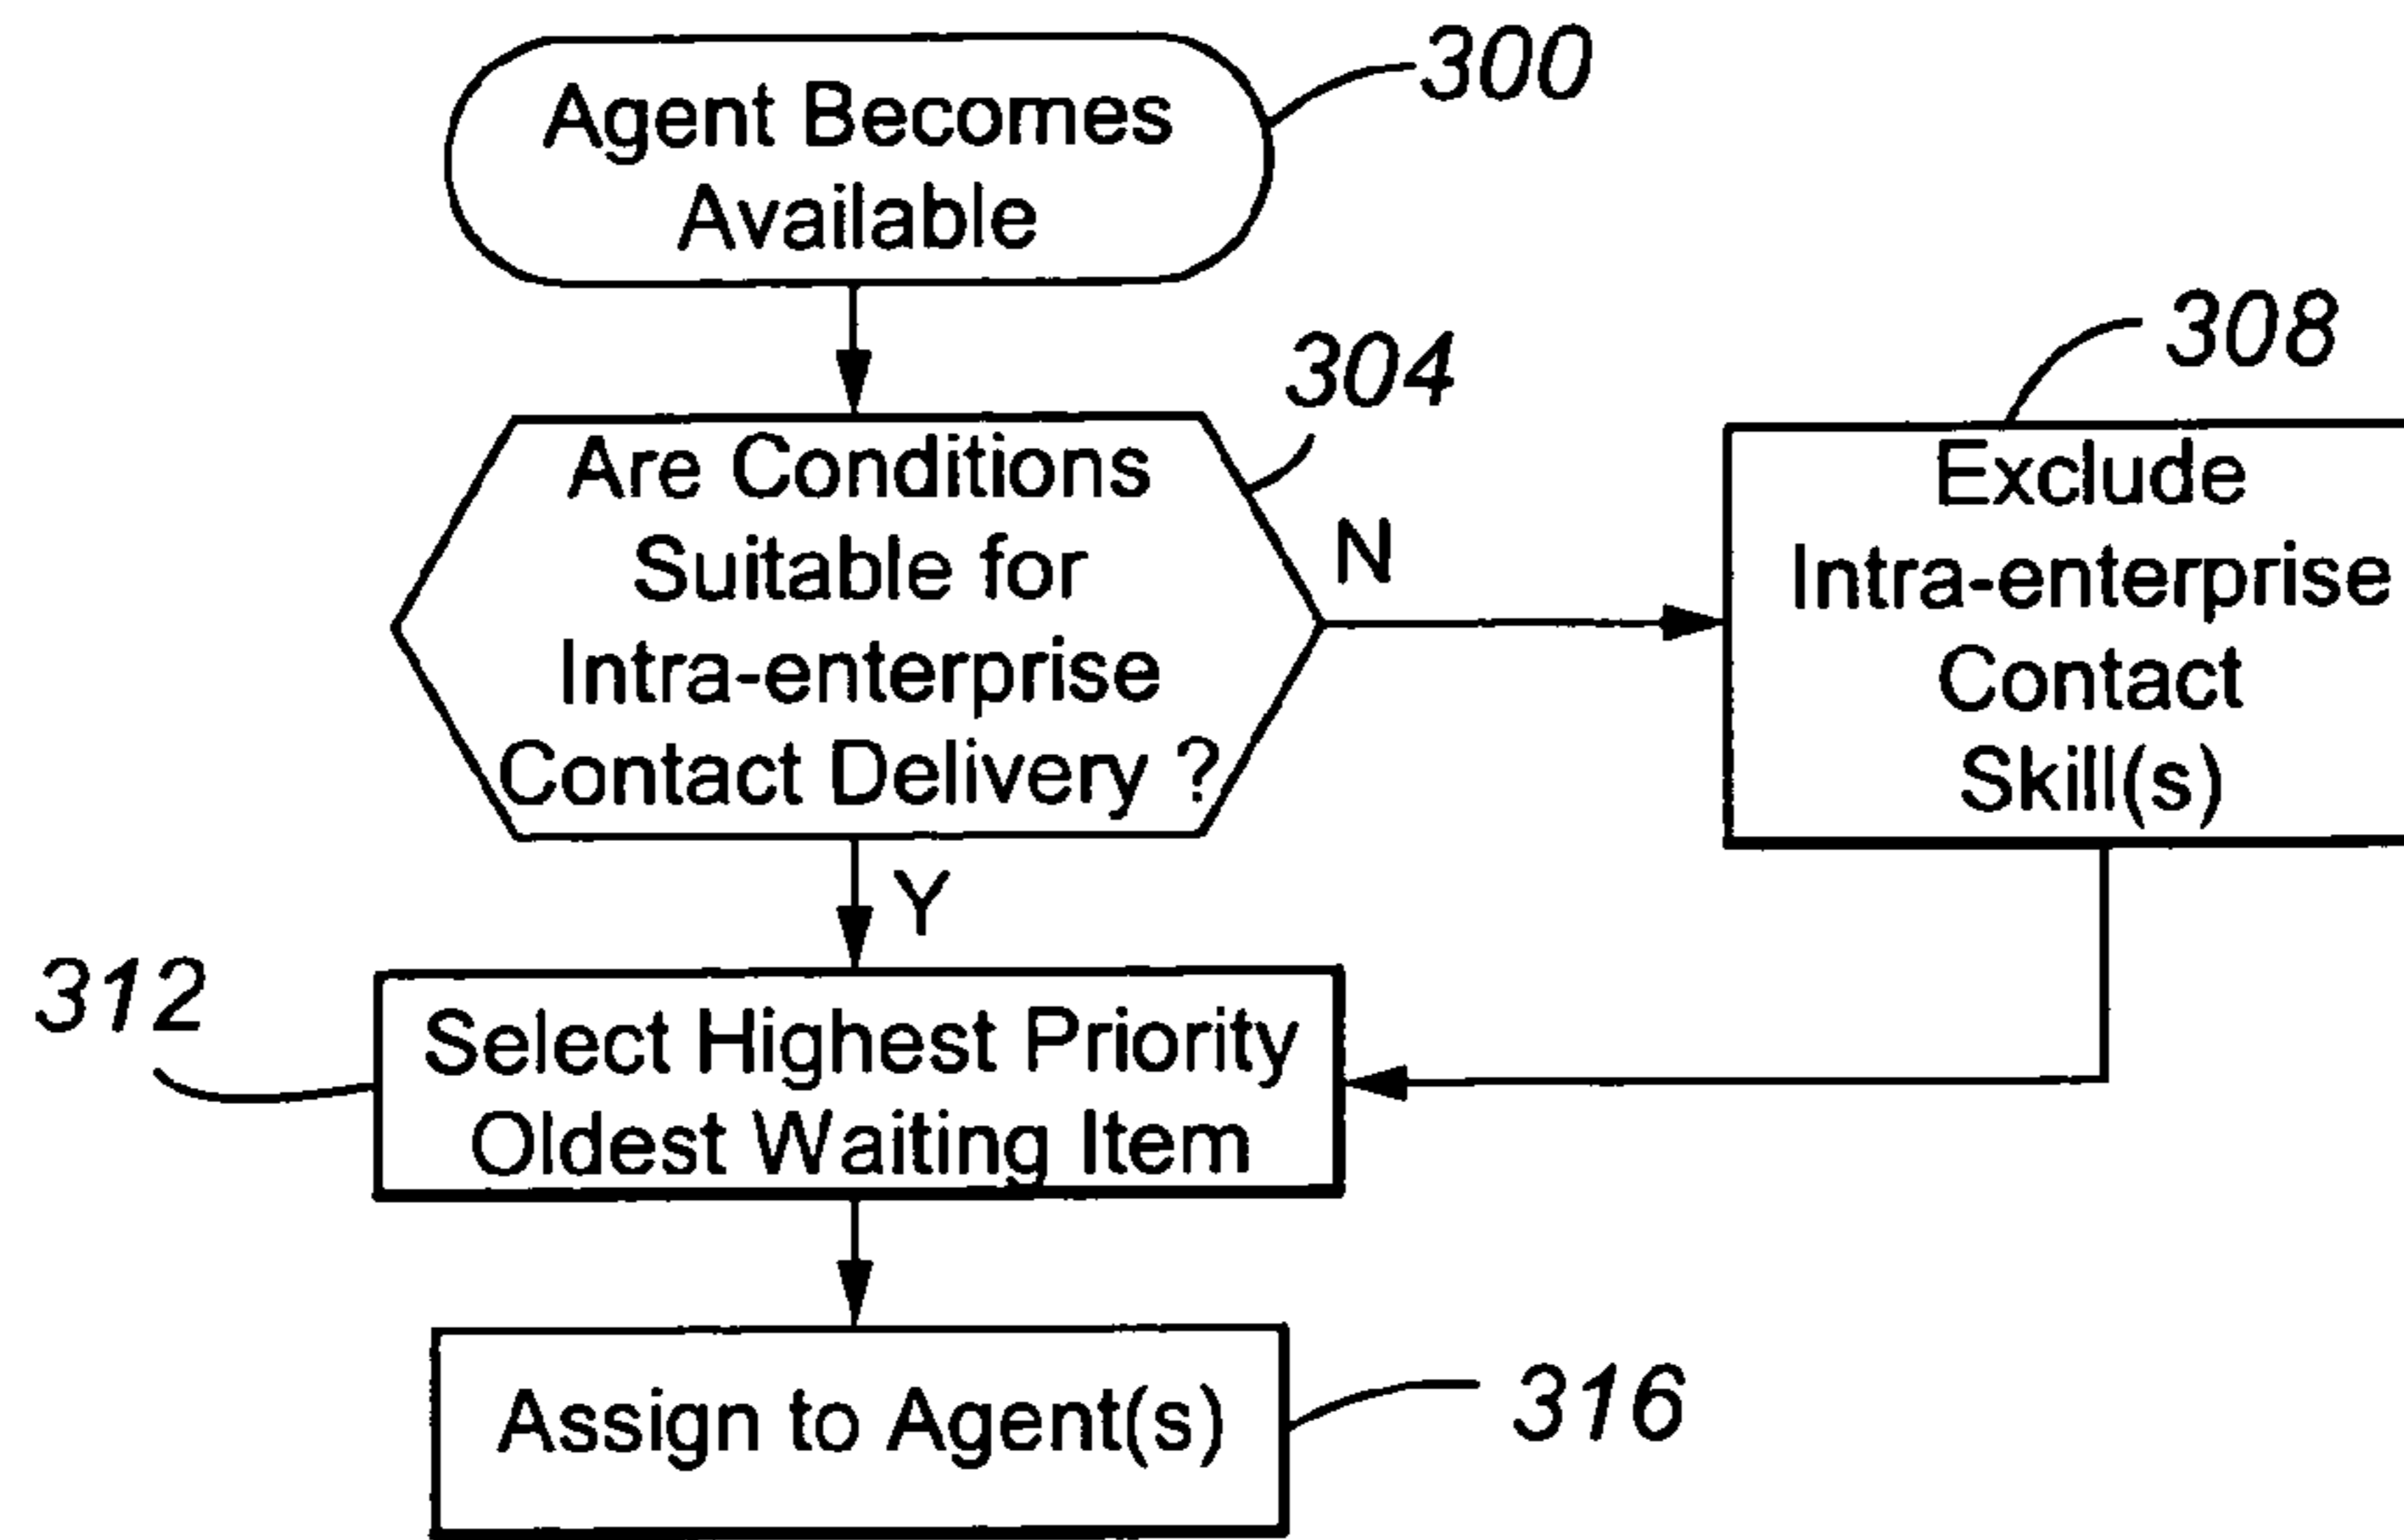 Agent Becomes
Available
300
Are Conditions
Suitable for
Intra-enterprise
Contact Delivery ?
304
N
Exclude
Intra-enterprise
Contact
Skill(s)
308
Y
312
Select Highest Priority
Oldest Waiting Item
Assign to Agent(s)
316